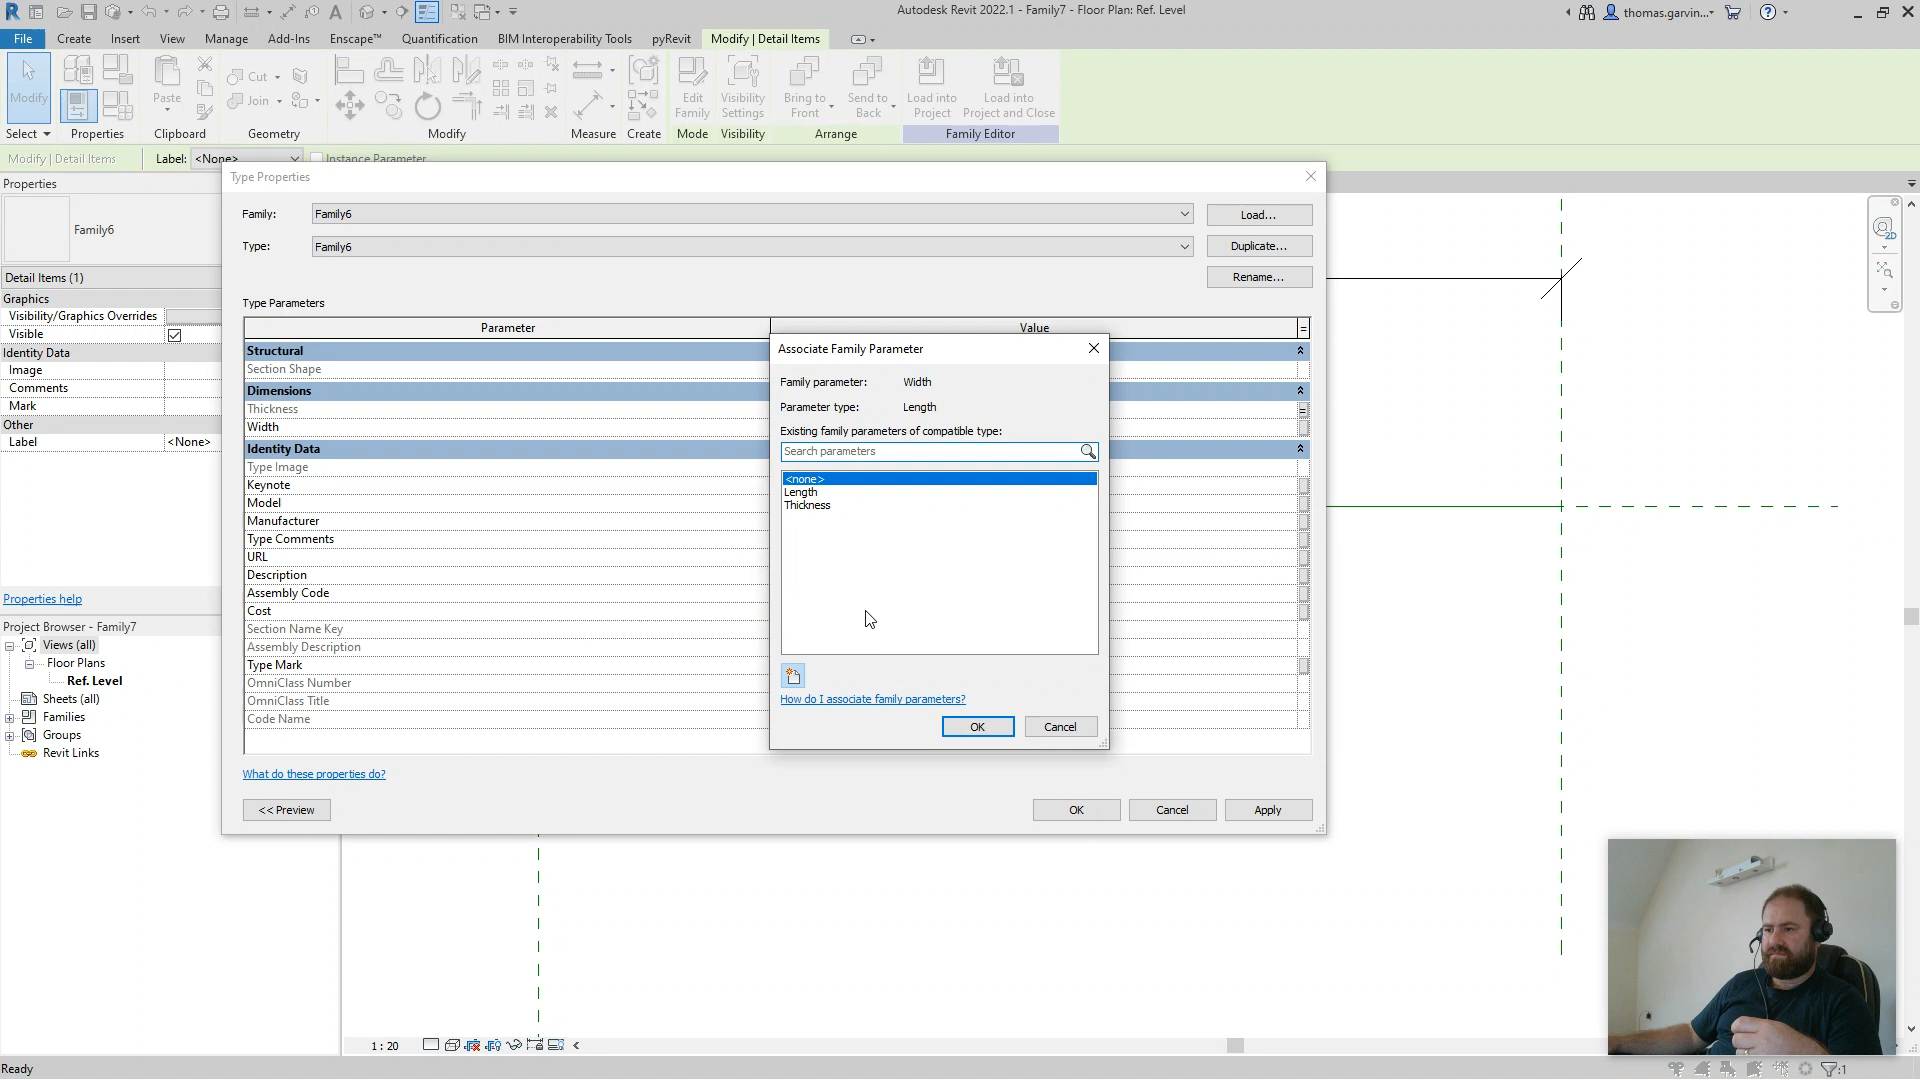 Autodesk Revit 2022.1 - Family7 - Floor Plan: Ref. Level
thomas.garvin...
File Create Insert View Manage Add-Ins Enscape™ Quantification BIM Interoperability Tools pyRevit Modify | Detail Items
Modify Paste Cut Join Edit Family Visibility Settings Bring to Front Send to Back Load into Project Load into Project and Close
Select Properties Clipboard Geometry Modify Measure Create Mode Visibility Arrange Family Editor
Modify | Detail Items Label: <None> Instance Parameter
Properties
Family6
Detail Items (1)
Graphics
Visibility/Graphics Overrides
Visible
Identity Data
Image
Comments
Mark
Other
Label <None>
Properties help
Project Browser - Family7
Views (all)
Floor Plans
Ref. Level
Sheets (all)
Families
Groups
Revit Links
Type Properties
Family: Family6 Load...
Type: Family6 Duplicate...
Rename...
Type Parameters
Parameter Value =
Structural
Section Shape
Dimensions
Thickness =
Width
Identity Data
Type Image
Keynote
Model
Manufacturer
Type Comments
URL
Description
Assembly Code
Cost
Section Name Key
Assembly Description
Type Mark
OmniClass Number
OmniClass Title
Code Name
What do these properties do?
<< Preview OK Cancel Apply
Associate Family Parameter
Family parameter: Width
Parameter type: Length
Existing family parameters of compatible type:
Search parameters
<none>
Length
Thickness
How do I associate family parameters?
OK Cancel
2D
1 : 20
Ready
:1